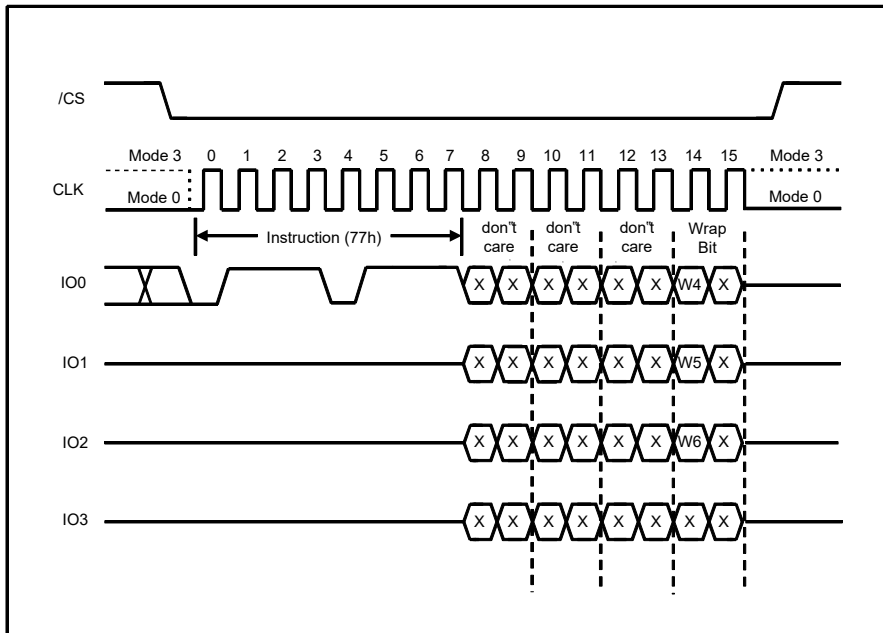 /CS
Mode 3 0 1 2 3 4 5 6 7 8 9 10 11 12 13 14 15 Mode 3
CLK
Mode 0 Mode 0
Instruction (77h) don"t don"t don"t Wrap
care care care Bit
IO0 X X X X X X W4 X
IO1 X X X X X X W5 X
IO2 X X X X X X W6 X
IO3 X X X X X X X X